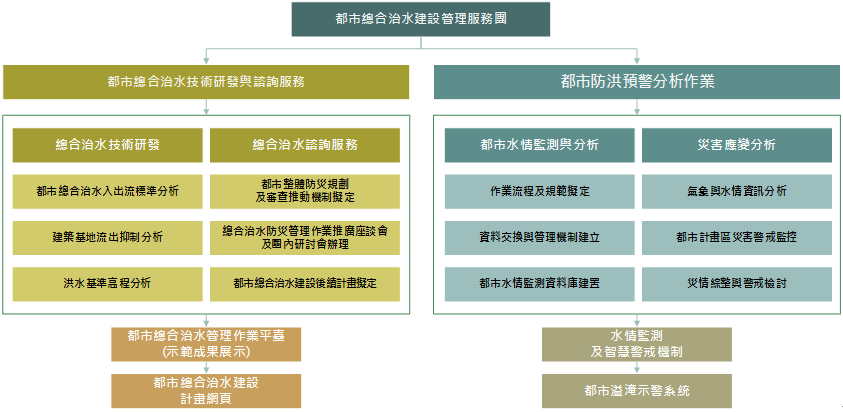 都市總合治水建設管理服務團
都市總合治水技術研發與諮詢服務
都市防洪預警分析作業
總合治水技術研發
總合治水諮詢服務
都市總合治水入出流標準分析
都市整體防災規劃
及審查推動機制擬定
建築基地流出抑制分析
總合治水防災管理作業推廣座談會
及團內研討會辦理
洪水基準高程分析
都市總合治水建設後續計畫擬定
都市水情監測與分析
災害應變分析
作業流程及規範擬定
氣象與水情資訊分析
資料交換與管理機制建立
都市計畫區災害警戒監控
都市水情監測資料庫建置
災情綜整與警戒檢討
都市總合治水管理作業平臺
(示範成果展示)
都市總合治水建設
計畫網頁
水情監測
及智慧警戒機制
都市溢淹示警系統